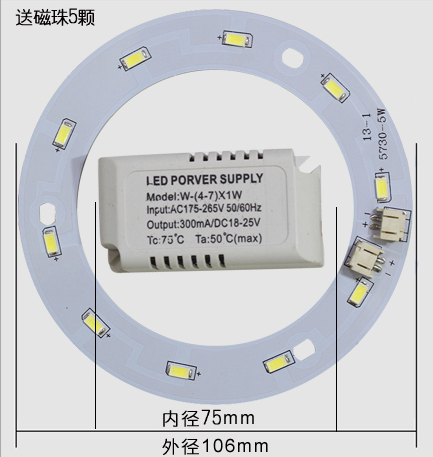 送磁珠5颗
13-1
5730-5W
LED PORVER SUPPLY
Model:W-(4-7)X1W
Input:AC175-265V 50/60Hz
Output:300mA/DC18-25V
Tc:75°C Ta:50°C(max)
内径75mm
外径106mm